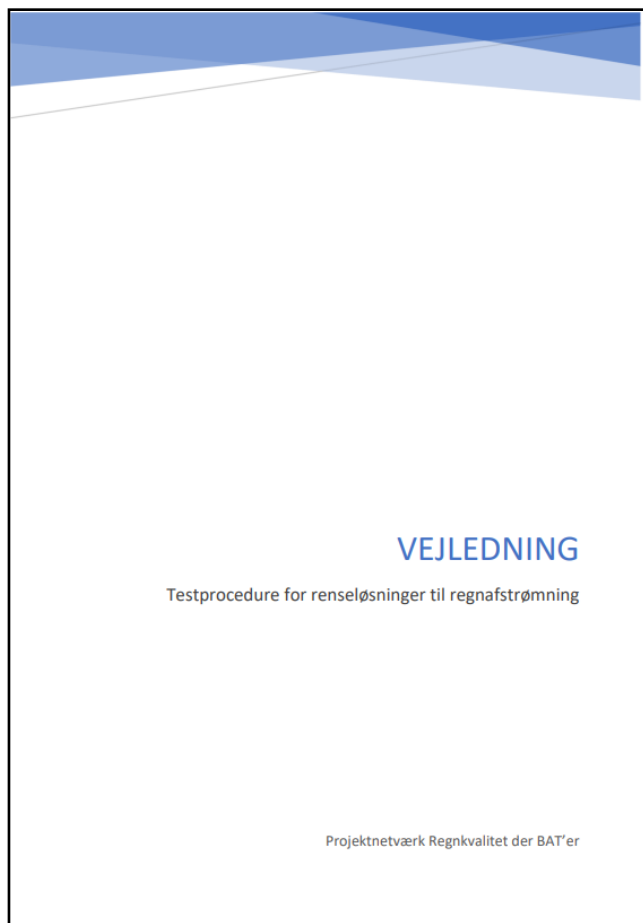 VEJLEDNING
Testprocedure for renseløsninger til regnafstrømning
Projektnetværk Regnkvalitet der BAT'er